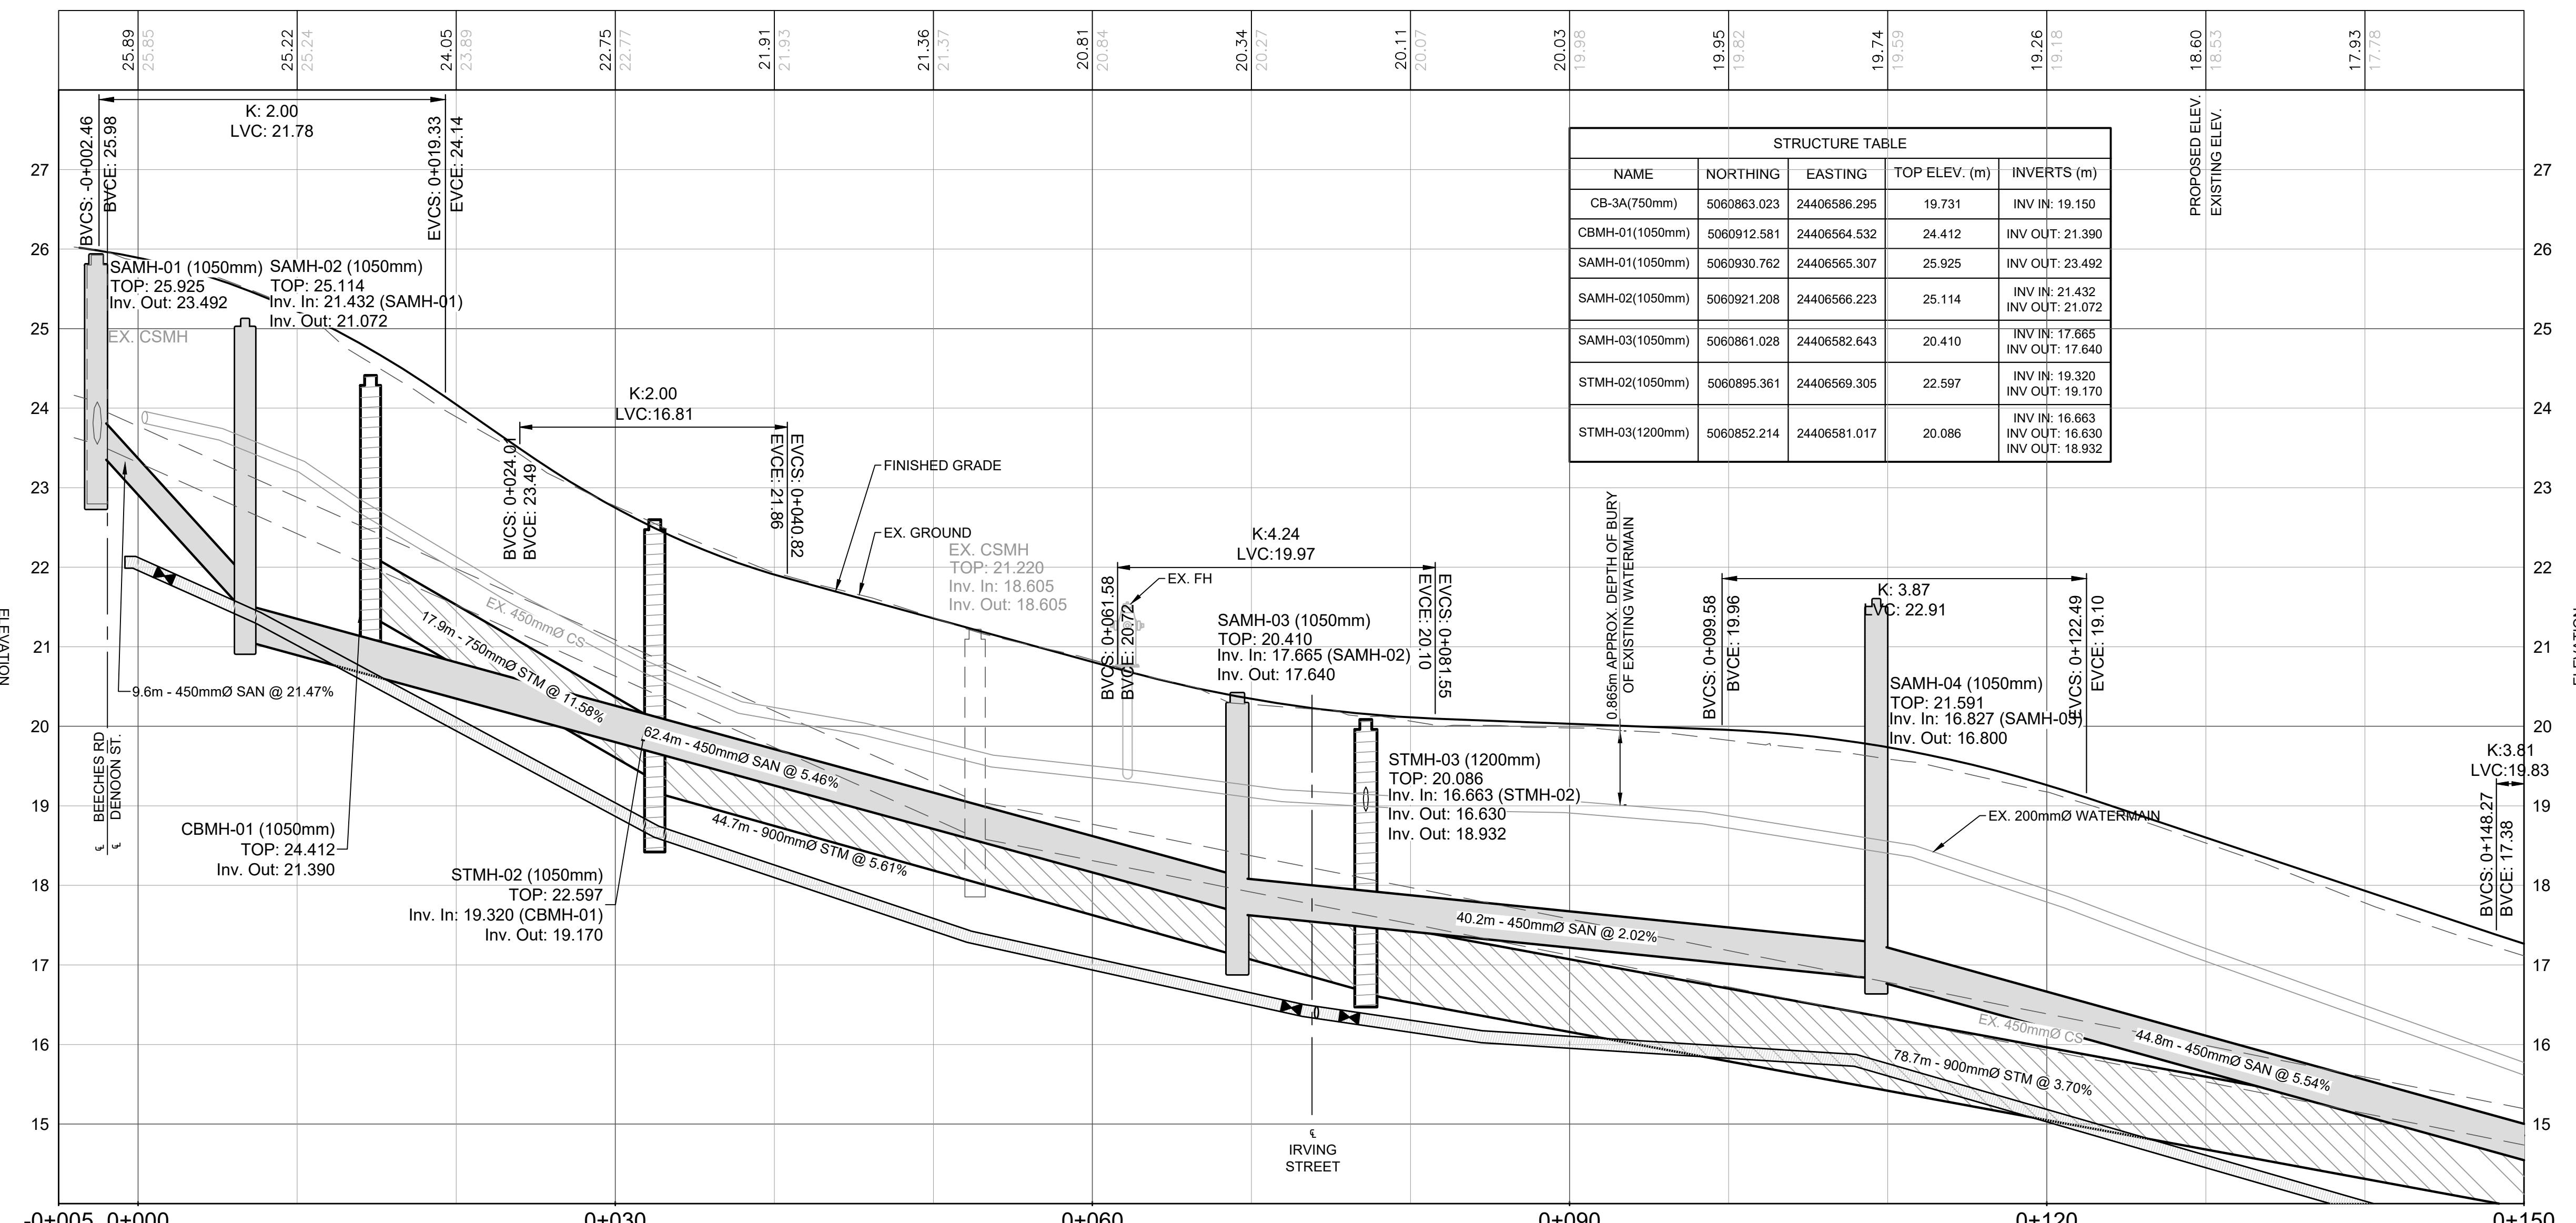 25.89 25.85
25.22 25.24
24.05 23.89
22.75 22.77
21.91 21.93
21.36 21.37
20.81 20.84
20.34 20.27
20.11 20.07
20.03 19.98
19.95 19.82
19.74 19.59
19.26 19.18
18.60 18.53
17.93 17.78
PROPOSED ELEV.
EXISTING ELEV.
K: 2.00
LVC: 21.78
BVCS: -0+002.46
BVCE: 25.98
EVCS: 0+019.33
EVCE: 24.14
STRUCTURE TABLE
NAME NORTHING EASTING TOP ELEV. (m) INVERTS (m)
CB-3A(750mm) 5060863.023 24406586.295 19.731 INV IN: 19.150
CBMH-01(1050mm) 5060912.581 24406564.532 24.412 INV OUT: 21.390
SAMH-01(1050mm) 5060930.762 24406565.307 25.925 INV OUT: 23.492
SAMH-02(1050mm) 5060921.208 24406566.223 25.114 INV IN: 21.432
INV OUT: 21.072
SAMH-03(1050mm) 5060861.028 24406582.643 20.410 INV IN: 17.665
INV OUT: 17.640
STMH-02(1050mm) 5060895.361 24406569.305 22.597 INV IN: 19.320
INV OUT: 19.170
STMH-03(1200mm) 5060852.214 24406581.017 20.086 INV IN: 16.663
INV OUT: 16.630
INV OUT: 18.932
27
26
25
24
23
22
21
20
19
18
17
16
15
ELEVATION
SAMH-01 (1050mm)
TOP: 25.925
Inv. Out: 23.492
SAMH-02 (1050mm)
TOP: 25.114
Inv. In: 21.432 (SAMH-01)
Inv. Out: 21.072
EX. CSMH
K:2.00
LVC:16.81
BVCS: 0+024.01
BVCE: 23.49
EVCS: 0+040.82
EVCE: 21.86
FINISHED GRADE
EX. GROUND
EX. CSMH
TOP: 21.220
Inv. In: 18.605
Inv. Out: 18.605
K:4.24
LVC:19.97
BVCS: 0+061.58
BVCE: 20.72
EX. FH
EVCS: 0+081.55
EVCE: 20.10
SAMH-03 (1050mm)
TOP: 20.410
Inv. In: 17.665 (SAMH-02)
Inv. Out: 17.640
0.865m APPROX. DEPTH OF BURY
OF EXISTING WATERMAIN
K: 3.87
LVC: 22.91
BVCS: 0+099.58
BVCE: 19.96
EVCS: 0+122.49
EVCE: 19.10
SAMH-04 (1050mm)
TOP: 21.591
Inv. In: 16.827 (SAMH-03)
Inv. Out: 16.800
K:3.81
LVC:19.83
BVCS: 0+148.27
BVCE: 17.38
EX. 450mmØ CS
17.9m - 750mmØ STM @ 11.58%
9.6m - 450mmØ SAN @ 21.47%
62.4m - 450mmØ SAN @ 5.46%
44.7m - 900mmØ STM @ 5.61%
BEECHES RD
DENOON ST.
CBMH-01 (1050mm)
TOP: 24.412
Inv. Out: 21.390
STMH-02 (1050mm)
TOP: 22.597
Inv. In: 19.320 (CBMH-01)
Inv. Out: 19.170
STMH-03 (1200mm)
TOP: 20.086
Inv. In: 16.663 (STMH-02)
Inv. Out: 16.630
Inv. Out: 18.932
EX. 200mmØ WATERMAIN
40.2m - 450mmØ SAN @ 2.02%
EX. 450mmØ CS
44.8m - 450mmØ SAN @ 5.54%
78.7m - 900mmØ STM @ 3.70%
℄
IRVING
STREET
27
26
25
24
23
22
21
20
19
18
17
16
15
-0+005 0+000 0+030 0+060 0+090 0+120 0+150